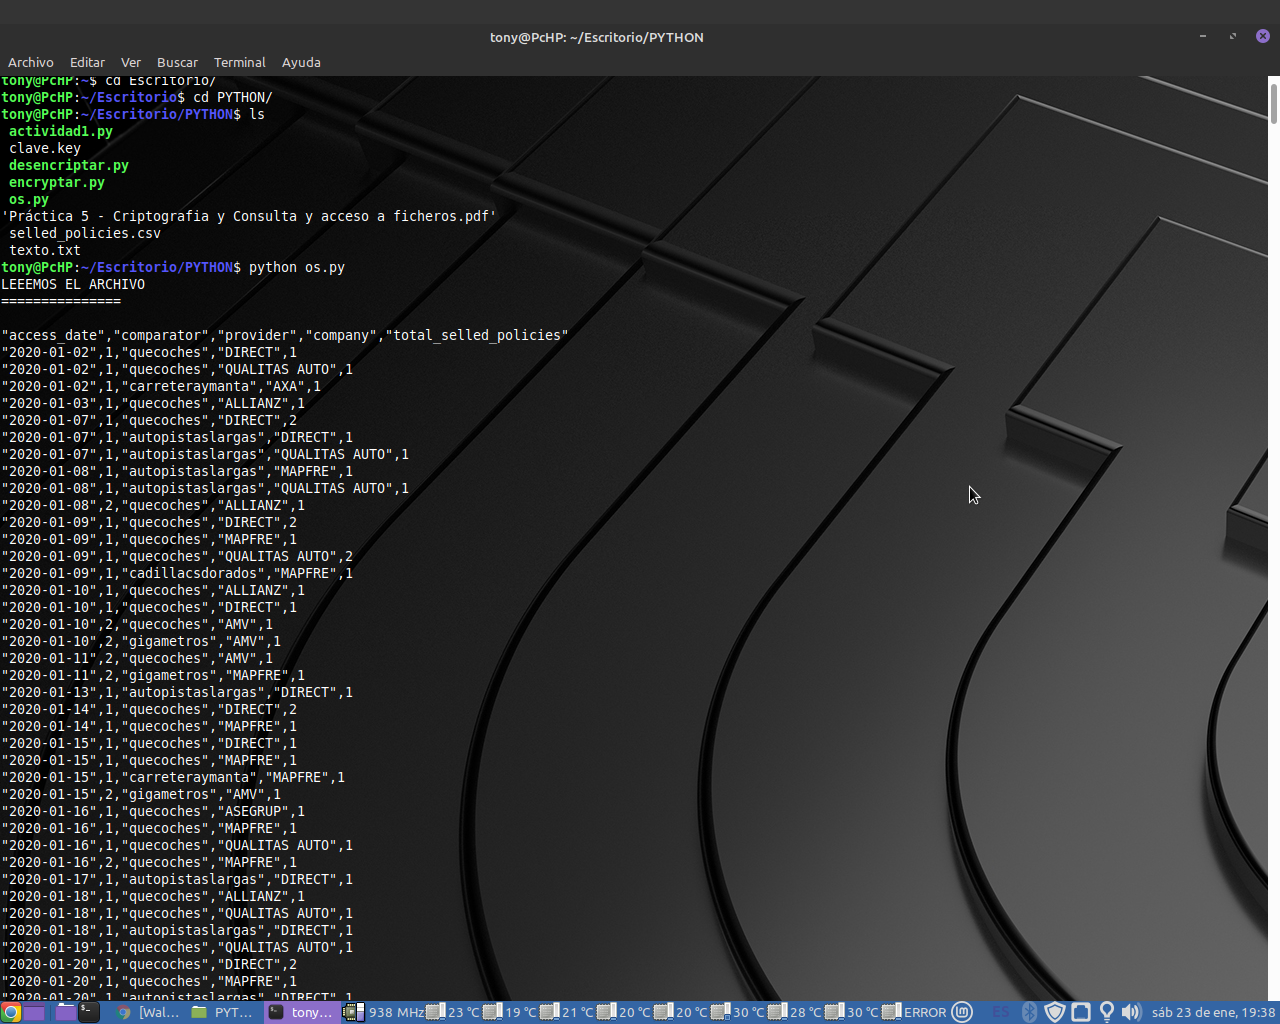 tony@PcHP: ~/Escritorio/PYTHON
Archivo Editar Ver Buscar Terminal Ayuda
tony@PcHP:~$ cd Escritorio/
tony@PcHP:~/Escritorio$ cd PYTHON/
tony@PcHP:~/Escritorio/PYTHON$ ls
actividad1.py
clave.key
desencriptar.py
encryptar.py
os.py
'Práctica 5 - Criptografia y Consulta y acceso a ficheros.pdf'
selled_policies.csv
texto.txt
tony@PcHP:~/Escritorio/PYTHON$ python os.py
LEEEMOS EL ARCHIVO
===============
"access_date","comparator","provider","company","total_selled_policies"
"2020-01-02",1,"quecoches","DIRECT",1
"2020-01-02",1,"quecoches","QUALITAS AUTO",1
"2020-01-02",1,"carreteraymanta","AXA",1
"2020-01-03",1,"quecoches","ALLIANZ",1
"2020-01-07",1,"quecoches","DIRECT",2
"2020-01-07",1,"autopistaslargas","DIRECT",1
"2020-01-07",1,"autopistaslargas","QUALITAS AUTO",1
"2020-01-08",1,"autopistaslargas","MAPFRE",1
"2020-01-08",1,"autopistaslargas","QUALITAS AUTO",1
"2020-01-08",2,"quecoches","ALLIANZ",1
"2020-01-09",1,"quecoches","DIRECT",2
"2020-01-09",1,"quecoches","MAPFRE",1
"2020-01-09",1,"quecoches","QUALITAS AUTO",2
"2020-01-09",1,"cadillacsdorados","MAPFRE",1
"2020-01-10",1,"quecoches","ALLIANZ",1
"2020-01-10",1,"quecoches","DIRECT",1
"2020-01-10",2,"quecoches","AMV",1
"2020-01-10",2,"gigametros","AMV",1
"2020-01-11",2,"quecoches","AMV",1
"2020-01-11",2,"gigametros","MAPFRE",1
"2020-01-13",1,"autopistaslargas","DIRECT",1
"2020-01-14",1,"quecoches","DIRECT",2
"2020-01-14",1,"quecoches","MAPFRE",1
"2020-01-15",1,"quecoches","DIRECT",1
"2020-01-15",1,"quecoches","MAPFRE",1
"2020-01-15",1,"carreteraymanta","MAPFRE",1
"2020-01-15",2,"gigametros","AMV",1
"2020-01-16",1,"quecoches","ASEGRUP",1
"2020-01-16",1,"quecoches","MAPFRE",1
"2020-01-16",1,"quecoches","QUALITAS AUTO",1
"2020-01-16",2,"quecoches","MAPFRE",1
"2020-01-17",1,"autopistaslargas","DIRECT",1
"2020-01-18",1,"quecoches","ALLIANZ",1
"2020-01-18",1,"quecoches","QUALITAS AUTO",1
"2020-01-18",1,"autopistaslargas","DIRECT",1
"2020-01-19",1,"quecoches","QUALITAS AUTO",1
"2020-01-20",1,"quecoches","DIRECT",2
"2020-01-20",1,"quecoches","MAPFRE",1
"2020-01-20",1,"autopistaslargas","DIRECT",1
[Wal... PYT... tony... 938 MHz 23 °C 19 °C 21 °C 20 °C 20 °C 30 °C 28 °C 30 °C ERROR ES sáb 23 de ene, 19:38